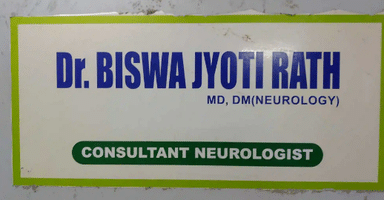 Dr. BISWA JYOTI RATH
MD, DM(NEUROLOGY)
CONSULTANT NEUROLOGIST